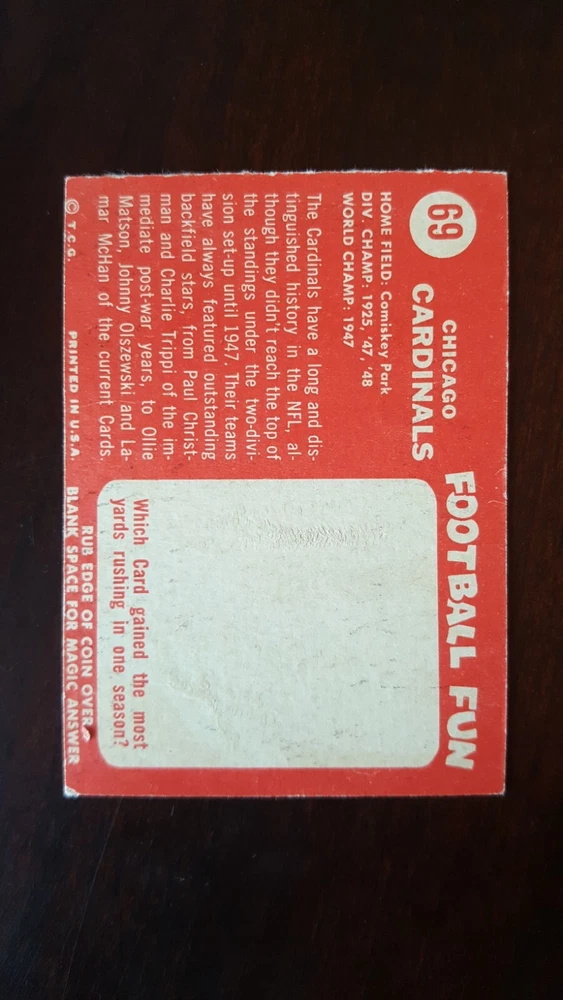 69
CHICAGO
CARDINALS
HOME FIELD: Comiskey Park
DIV. CHAMP: 1925, '47, '48
WORLD CHAMP: 1947
The Cardinals have a long and dis-
tinguished history in the NFL, al-
though they didn't reach the top of
the standings under the two-divi-
sion set-up until 1947. Their teams
have always featured outstanding
backfield stars, from Paul Christ-
man and Charlie Trippi of the im-
mediate post-war years, to Ollie
Matson, Johnny Olszewski and La-
mar McHan of the current Cards.
© T.C.G. PRINTED IN U.S.A.
FOOTBALL FUN
Which Card gained the most
yards rushing in one season?
RUB EDGE OF COIN OVER
BLANK SPACE FOR MAGIC ANSWER